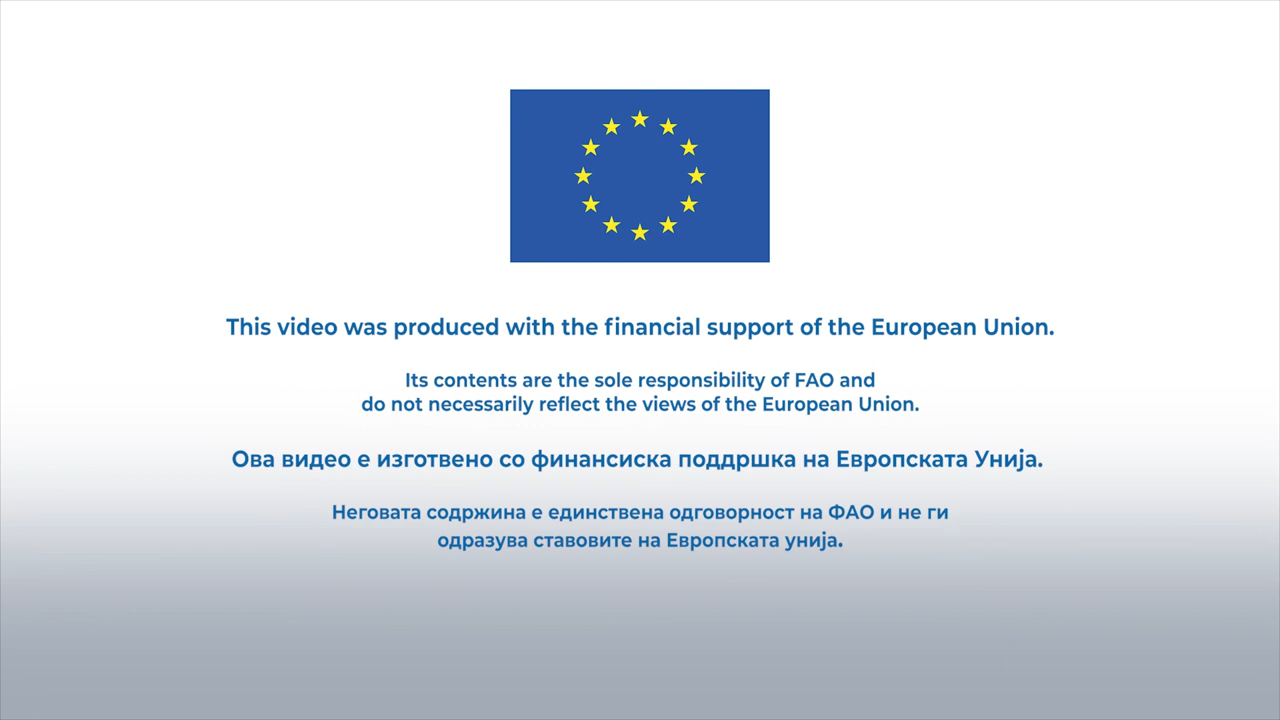 This video was produced with the financial support of the European Union.
Its contents are the sole responsibility of FAO and
do not necessarily reflect the views of the European Union.
Ова видео е изготвено со финансиска поддршка на Европската Унија.
Неговата содржина е единствена одговорност на ФАО и не ги
одразува ставовите на Европската унија.